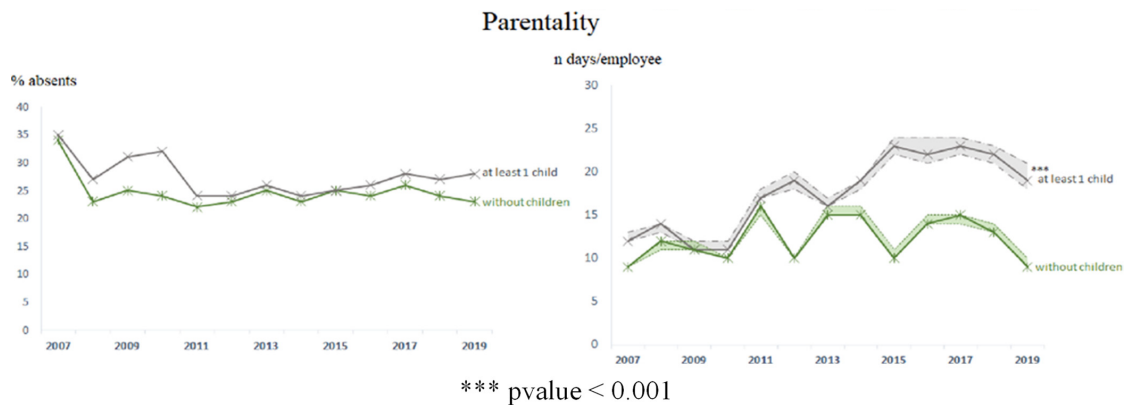 Parentality
% absents
40
35
30
25
20
15
10
5
0
2007 2009 2011 2013 2015 2017 2019
at least 1 child
without children
n days/employee
30
25
20
15
10
5
0
2007 2009 2011 2013 2015 2017 2019
***
at least 1 child
without children
*** pvalue < 0.001